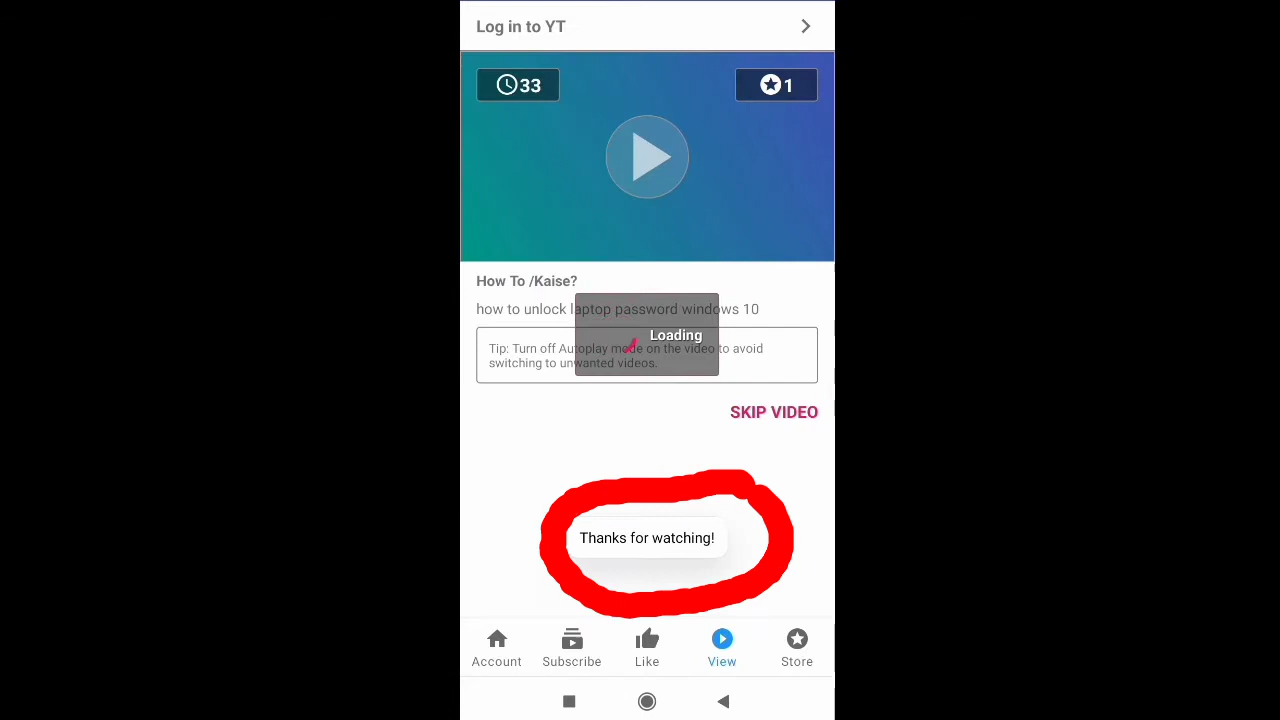 Log in to YT
33
1
How To /Kaise?
how to unlock laptop password windows 10
Loading
Tip: Turn off Autoplay mode on the video to avoid
switching to unwanted videos.
SKIP VIDEO
Thanks for watching!
Account Subscribe Like View Store